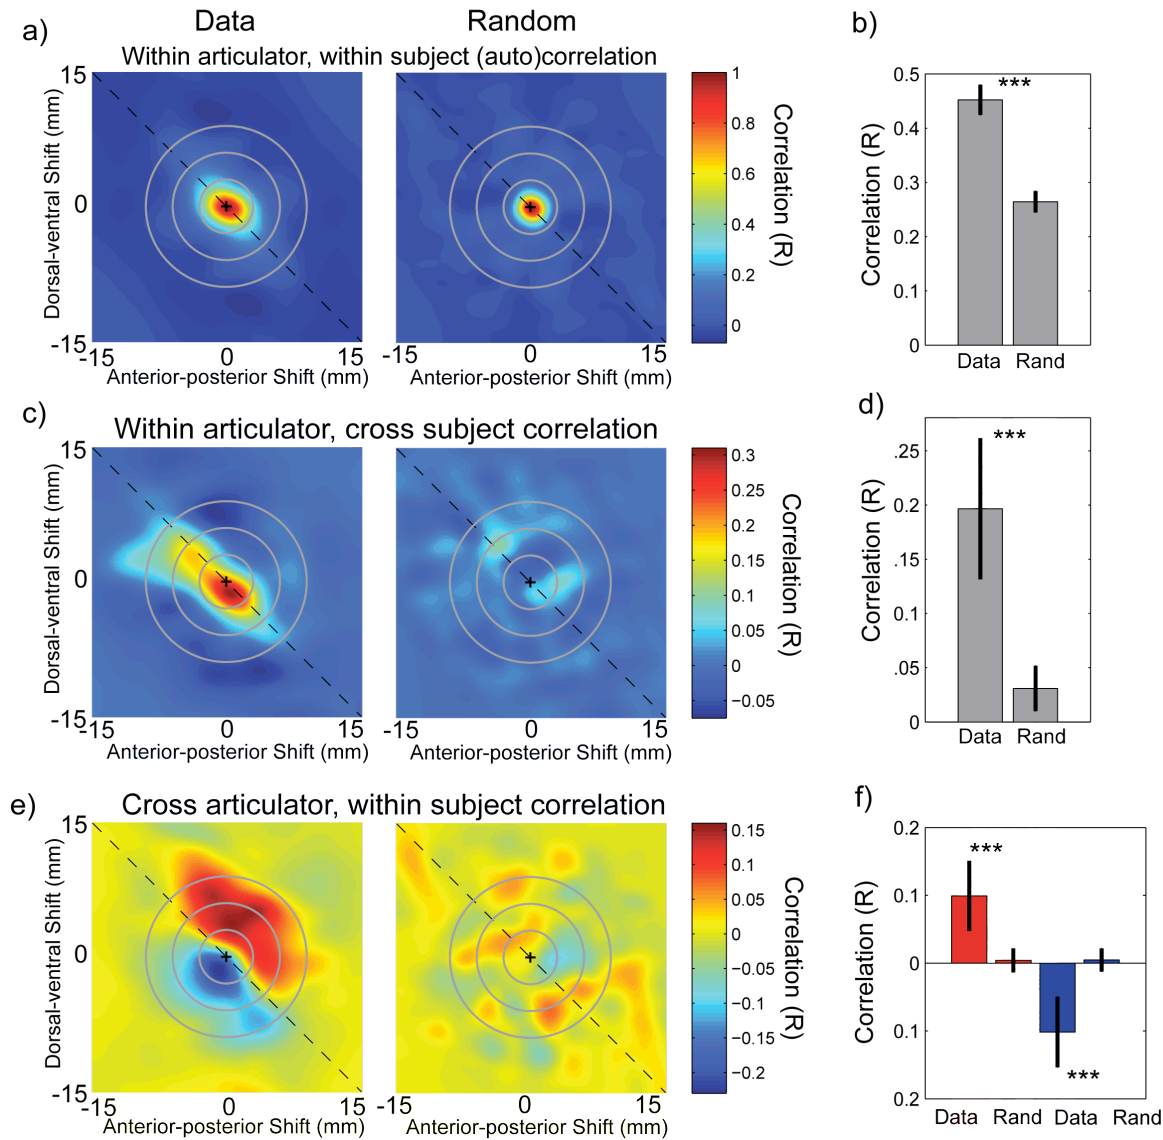 a)
Data
Random
b)
Within articulator, within subject (auto)correlation
15
0
-15
Dorsal-ventral Shift (mm)
-15
0
15
Anterior-posterior Shift (mm)
-15
0
15
Anterior-posterior Shift (mm)
1
0.8
0.6
0.4
0.2
0
Correlation (R)
0.5
0.4
0.3
0.2
0.1
0
Correlation (R)
***
Data
Rand
c)
Within articulator, cross subject correlation
d)
15
0
-15
Dorsal-ventral Shift (mm)
-15
0
15
Anterior-posterior Shift (mm)
-15
0
15
Anterior-posterior Shift (mm)
0.3
0.25
0.2
0.15
0.1
0.05
0
−0.05
Correlation (R)
.25
0.2
.15
0.1
.05
0
Correlation (R)
***
Data
Rand
e)
Cross articulator, within subject correlation
f)
15
0
-15
Dorsal-ventral Shift (mm)
-15
0
15
Anterior-posterior Shift (mm)
-15
0
15
Anterior-posterior Shift (mm)
0.15
0.1
0.05
0
−0.05
−0.1
−0.15
−0.2
Correlation (R)
0.2
0.1
0
0.1
0.2
Correlation (R)
***
***
Data
Rand
Data
Rand